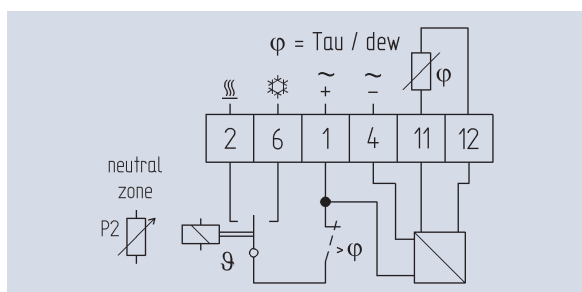 φ = Tau / dew
φ
~ ~
+ −
2 6 1 4 11 12
neutral
zone
P2
ϑ
> φ